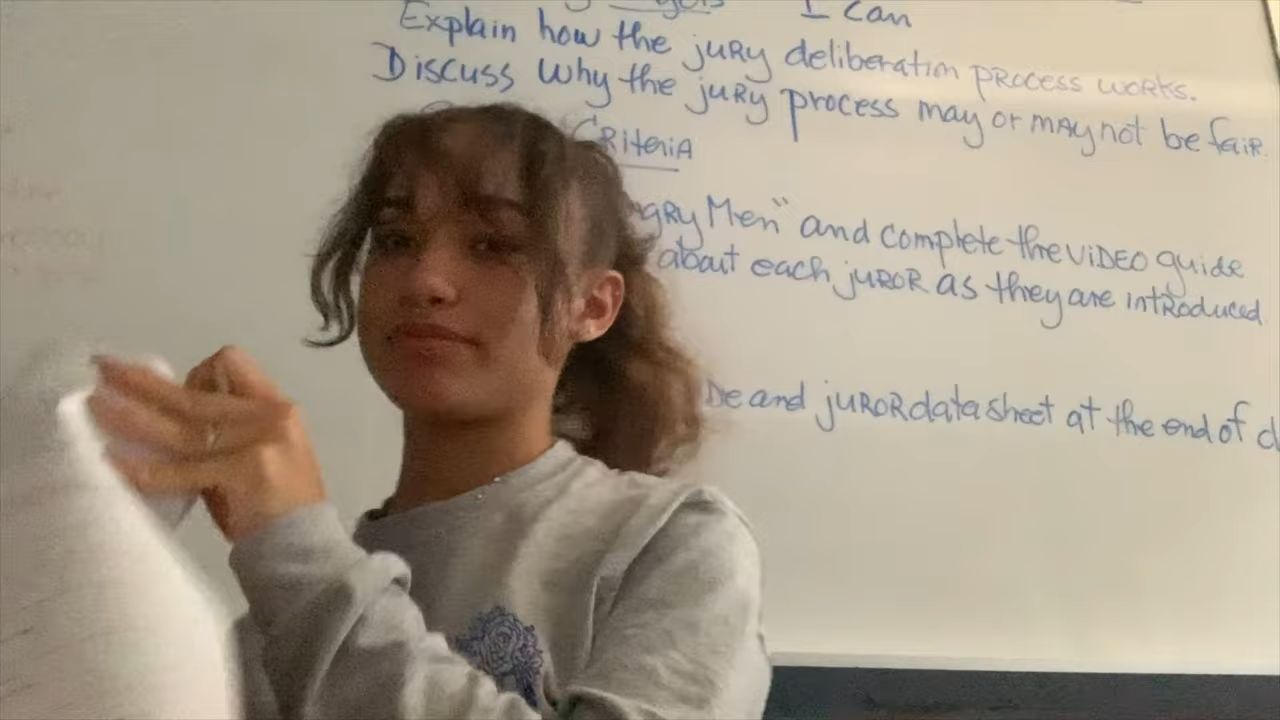 I can
Explain how the jury deliberation process works.
Discuss why the jury process may or may not be fair.
Criteria
gry Men" and complete the video guide
about each juror as they are introduced
de and juror data sheet at the end of